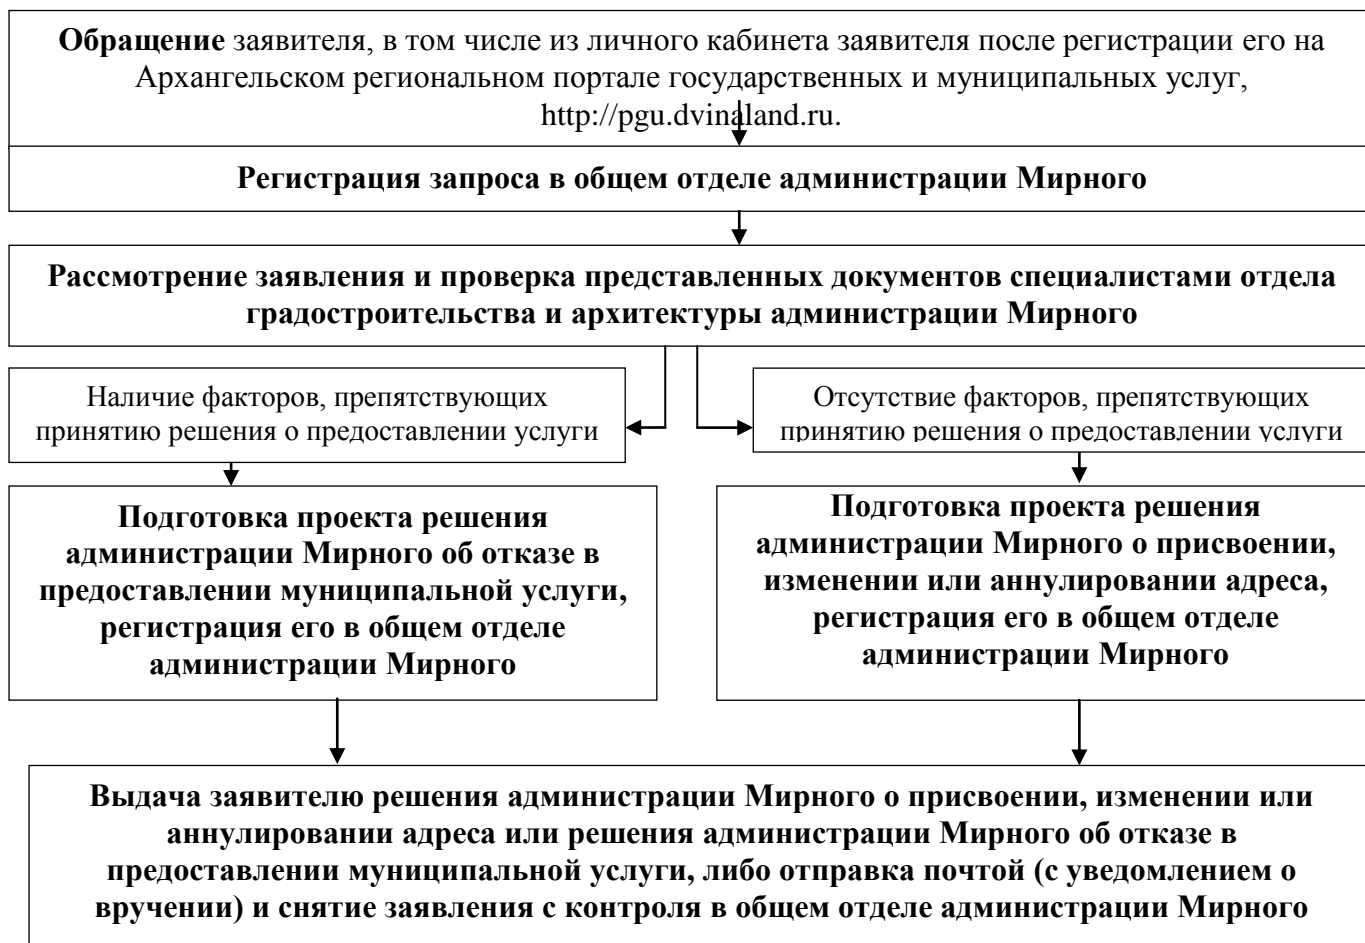 Обращение заявителя, в том числе из личного кабинета заявителя после регистрации его на
Архангельском региональном портале государственных и муниципальных услуг,
http://pgu.dvinaland.ru.
Регистрация запроса в общем отделе администрации Мирного
Рассмотрение заявления и проверка представленных документов специалистами отдела
градостроительства и архитектуры администрации Мирного
Наличие факторов, препятствующих
принятию решения о предоставлении услуги
Отсутствие факторов, препятствующих
принятию решения о предоставлении услуги
Подготовка проекта решения
администрации Мирного об отказе в
предоставлении муниципальной услуги,
регистрация его в общем отделе
администрации Мирного
Подготовка проекта решения
администрации Мирного о присвоении,
изменении или аннулировании адреса,
регистрация его в общем отделе
администрации Мирного
Выдача заявителю решения администрации Мирного о присвоении, изменении или
аннулировании адреса или решения администрации Мирного об отказе в
предоставлении муниципальной услуги, либо отправка почтой (с уведомлением о
вручении) и снятие заявления с контроля в общем отделе администрации Мирного